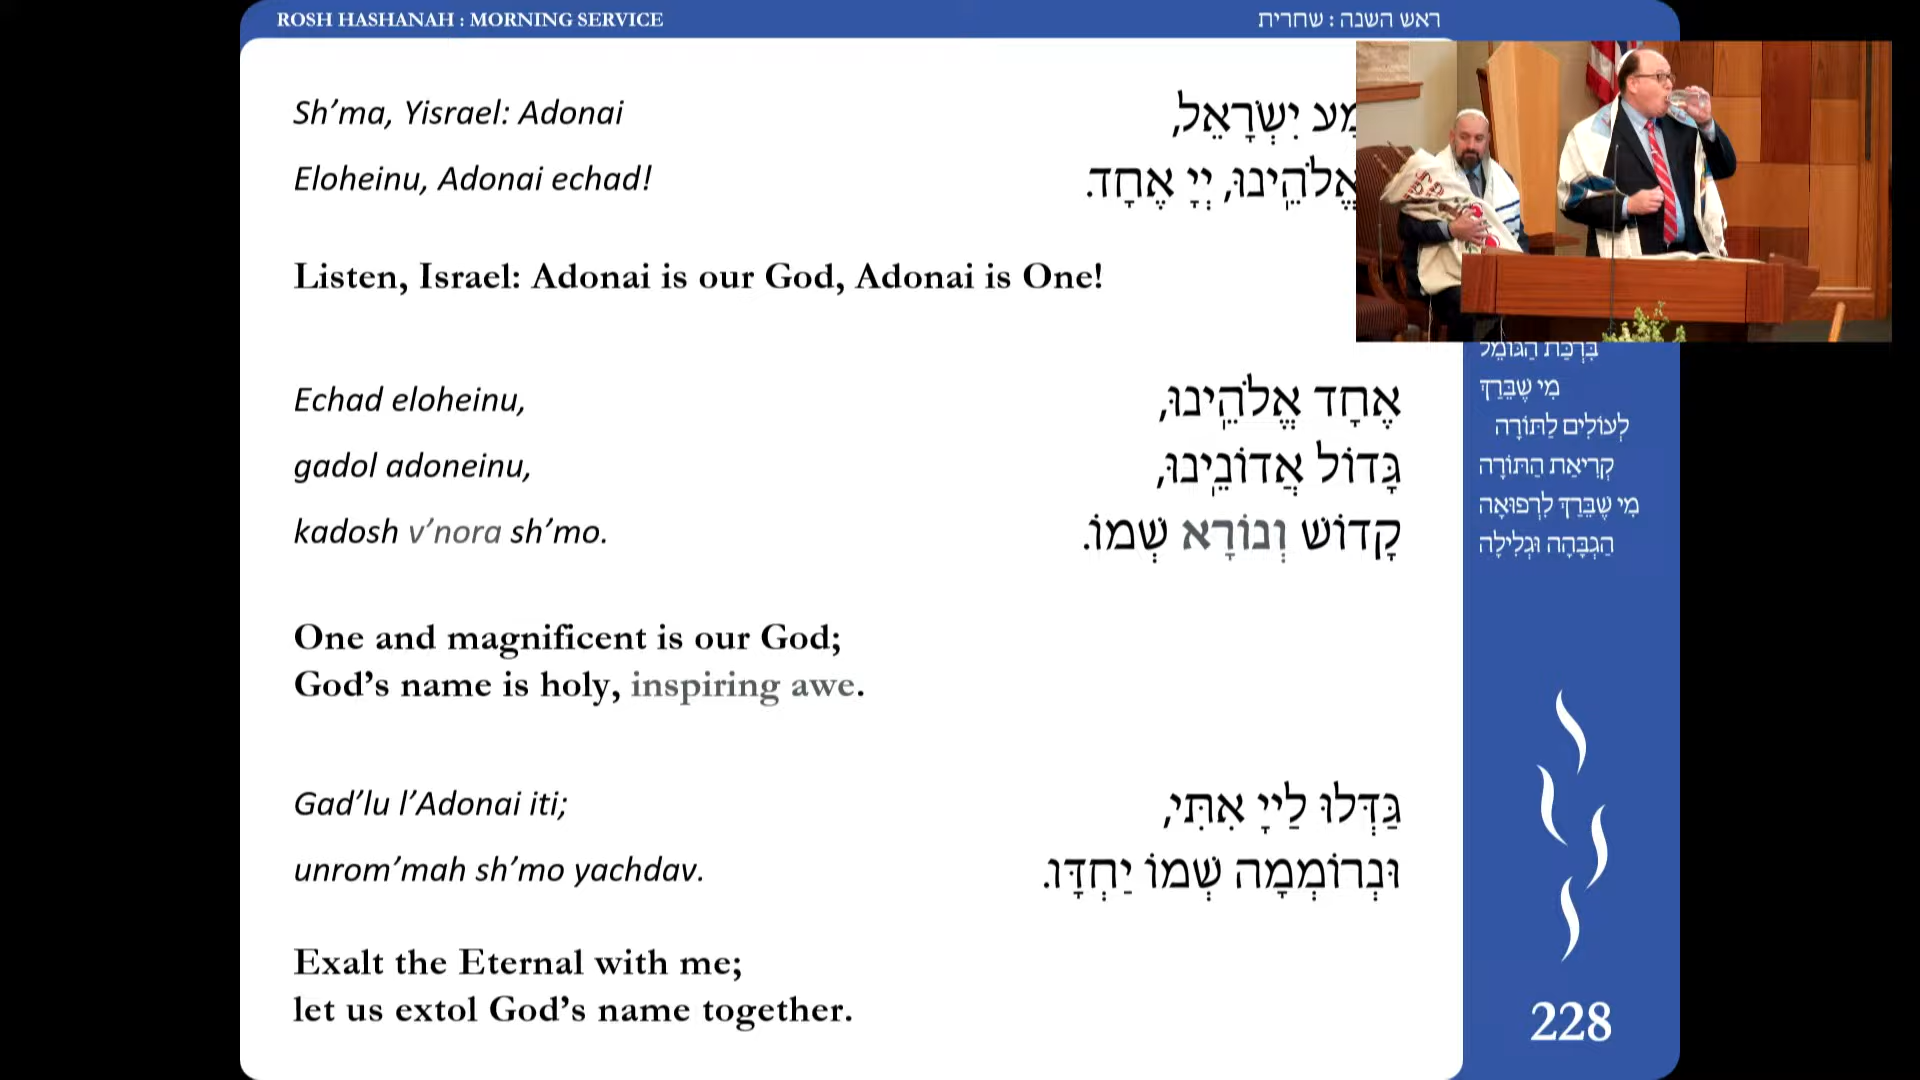 ROSH HASHANAH : MORNING SERVICE
ראש השנה : שחרית
Sh’ma, Yisrael: Adonai
Eloheinu, Adonai echad!
יִשְׂרָאֵל,
אֱלֹהֵֽינוּ, יְיָ אֶחָד.
Listen, Israel: Adonai is our God, Adonai is One!
Echad eloheinu,
gadol adoneinu,
kadosh v’nora sh’mo.
אֶחָד אֱלֹהֵֽינוּ,
גָּדוֹל אֲדוֹנֵֽינוּ,
קָדוֹשׁ וְנוֹרָא שְׁמוֹ.
One and magnificent is our God;
God’s name is holy, inspiring awe.
Gad’lu l’Adonai iti;
unrom’mah sh’mo yachdav.
גַּדְּלוּ לַייָ אִתִּי,
וּנְרוֹמְמָה שְׁמוֹ יַחְדָּו.
Exalt the Eternal with me;
let us extol God’s name together.
בִּרְכַּת הַגּוֹמֵל
מִי שֶׁבֵּרַךְ
לְעוֹלִים לַתּוֹרָה
קְרִיאַת הַתּוֹרָה
מִי שֶׁבֵּרַךְ לִרְפוּאָה
הַגְבָּהָה וּגְלִילָה
228